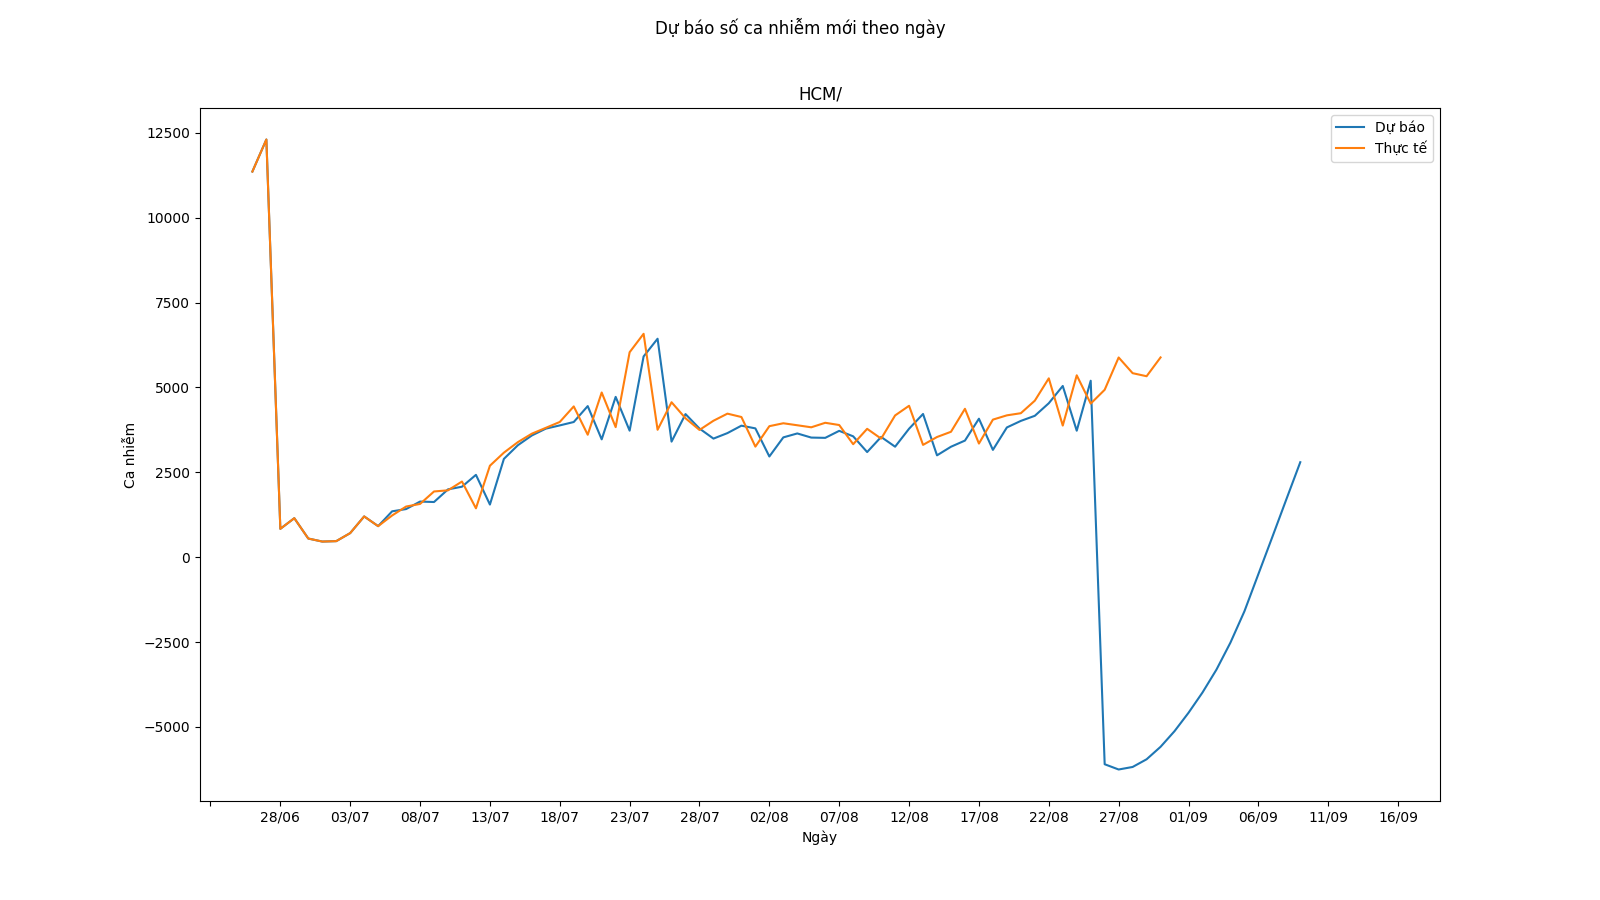 Dự báo số ca nhiễm mới theo ngày
HCM/
Dự báo
Thực tế
12500
10000
7500
5000
2500
0
−2500
−5000
Ca nhiễm
28/06 03/07 08/07 13/07 18/07 23/07 28/07 02/08 07/08 12/08 17/08 22/08 27/08 01/09 06/09 11/09 16/09
Ngày